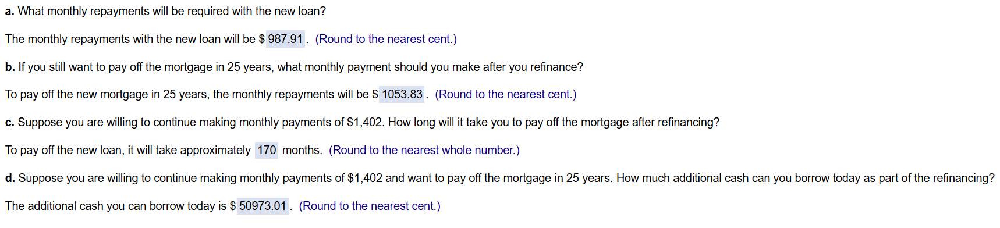 a. What monthly repayments will be required with the new loan?
The monthly repayments with the new loan will be $ 987.91 . (Round to the nearest cent.)
b. If you still want to pay off the mortgage in 25 years, what monthly payment should you make after you refinance?
To pay off the new mortgage in 25 years, the monthly repayments will be $ 1053.83 . (Round to the nearest cent.)
c. Suppose you are willing to continue making monthly payments of $1,402. How long will it take you to pay off the mortgage after refinancing?
To pay off the new loan, it will take approximately 170 months. (Round to the nearest whole number.)
d. Suppose you are willing to continue making monthly payments of $1,402 and want to pay off the mortgage in 25 years. How much additional cash can you borrow today as part of the refinancing?
The additional cash you can borrow today is $ 50973.01 . (Round to the nearest cent.)